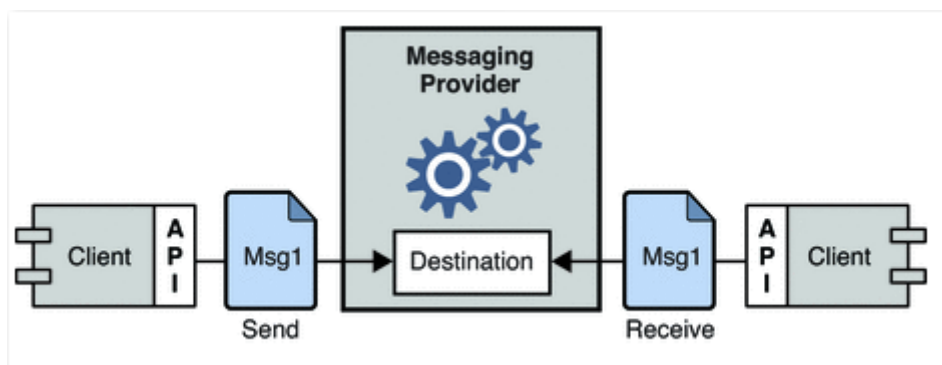 Messaging
Provider
Client
A
P
I
Msg1
Send
Destination
Msg1
Receive
A
P
I
Client